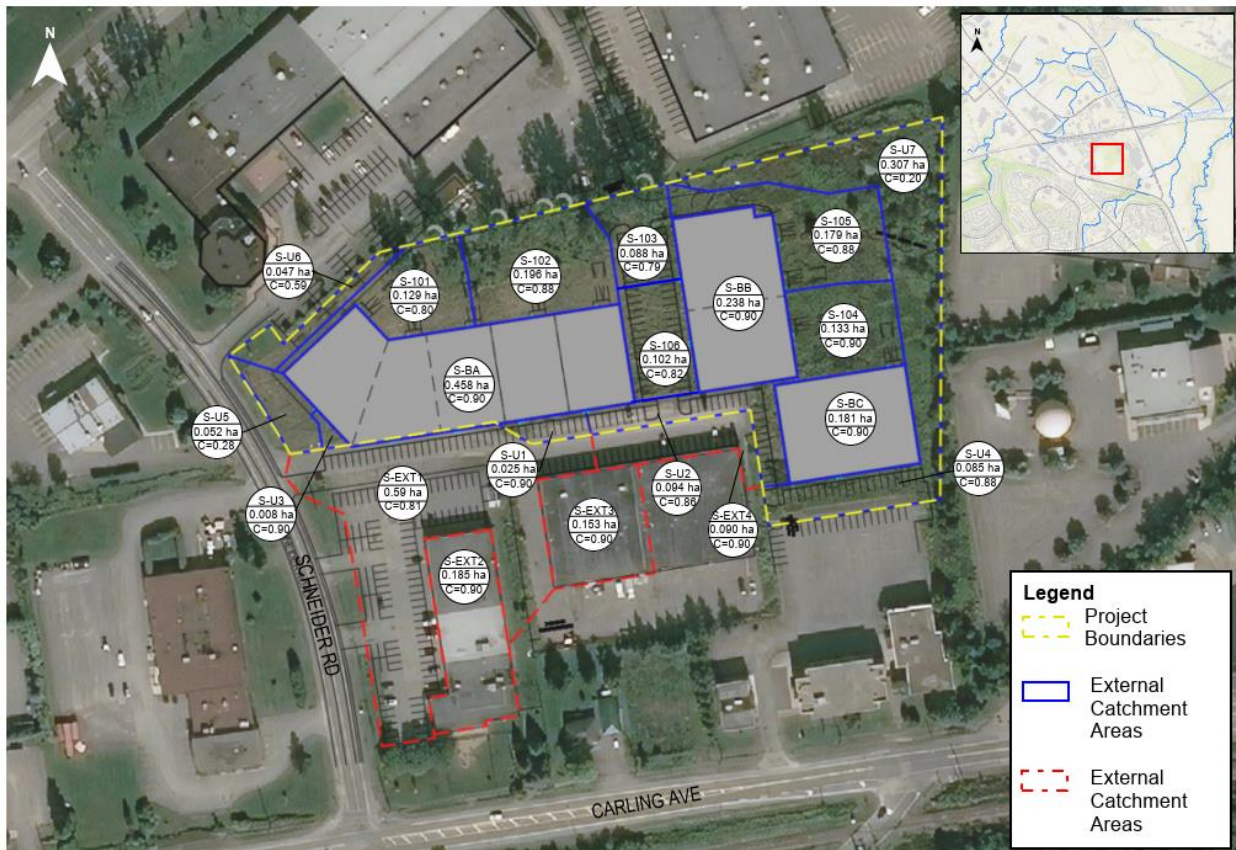 N
N
S-U7
0.307 ha
C=0.20
S-105
0.179 ha
C=0.88
S-103
0.088 ha
C=0.79
S-102
0.196 ha
C=0.88
S-U6
0.047 ha
C=0.59
S-101
0.129 ha
C=0.80
S-BB
0.238 ha
C=0.90
S-104
0.133 ha
C=0.90
S-106
0.102 ha
C=0.82
S-BA
0.458 ha
C=0.90
S-BC
0.181 ha
C=0.90
S-U5
0.052 ha
C=0.28
S-U1
0.025 ha
C=0.90
S-U2
0.094 ha
C=0.86
S-U4
0.085 ha
C=0.88
S-EXT1
0.59 ha
C=0.81
S-U3
0.008 ha
C=0.90
S-EXT3
0.153 ha
C=0.90
S-EXT4
0.090 ha
C=0.90
S-EXT2
0.185 ha
C=0.90
SCHNEIDER RD
CARLING AVE
Legend
Project
Boundaries
External
Catchment
Areas
External
Catchment
Areas